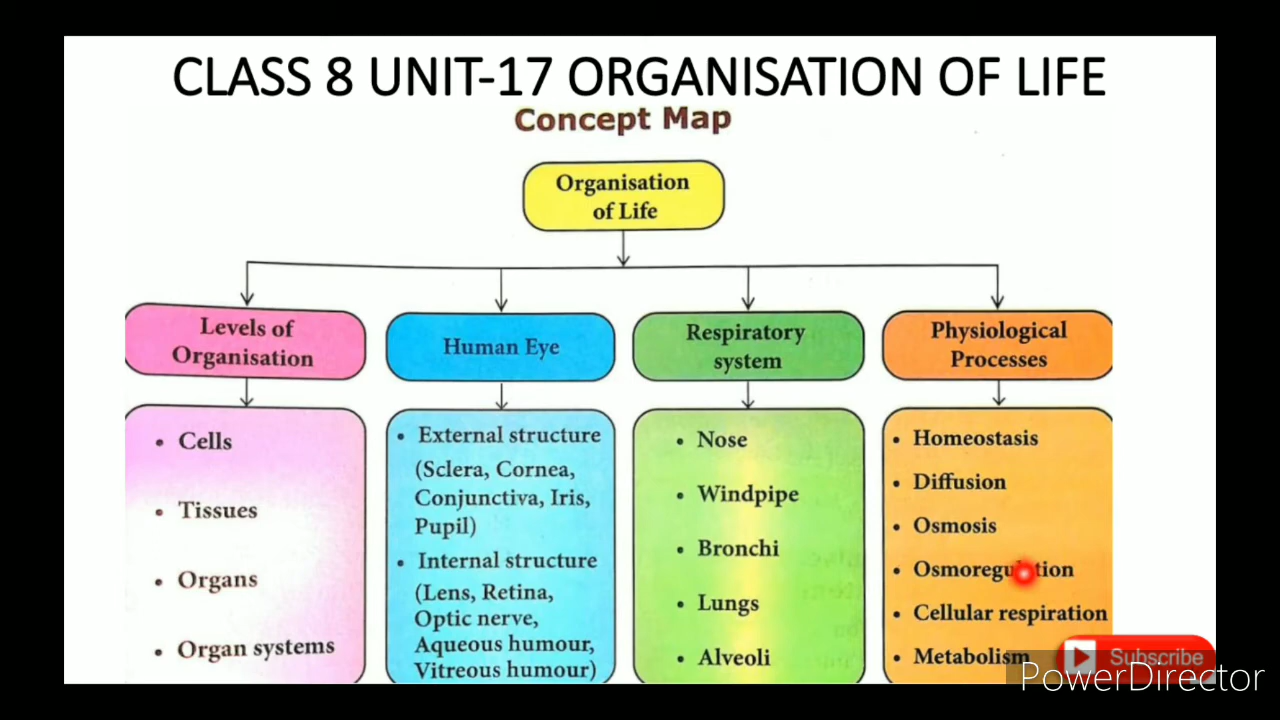 CLASS 8 UNIT-17 ORGANISATION OF LIFE
Concept Map
Organisation
of Life
Levels of
Organisation
• Cells
• Tissues
• Organs
• Organ systems
Human Eye
• External structure
(Sclera, Cornea,
Conjunctiva, Iris,
Pupil)
• Internal structure
(Lens, Retina,
Optic nerve,
Aqueous humour,
Vitreous humour)
Respiratory
system
• Nose
• Windpipe
• Bronchi
• Lungs
• Alveoli
Physiological
Processes
• Homeostasis
• Diffusion
• Osmosis
• Osmoregulation
• Cellular respiration
• Metabolism
Subscribe
PowerDirector